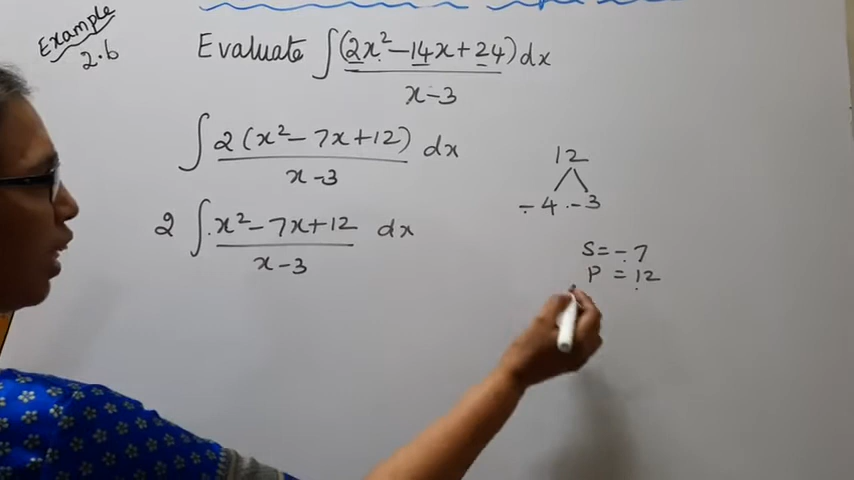 Example 2.6
Evaluate ∫ (2x² − 14x + 24) dx / x − 3
∫ 2 (x² − 7x + 12) / x − 3 dx
2 ∫ x² − 7x + 12 / x − 3 dx
12
− 4 − 3
S = − 7
P = 12